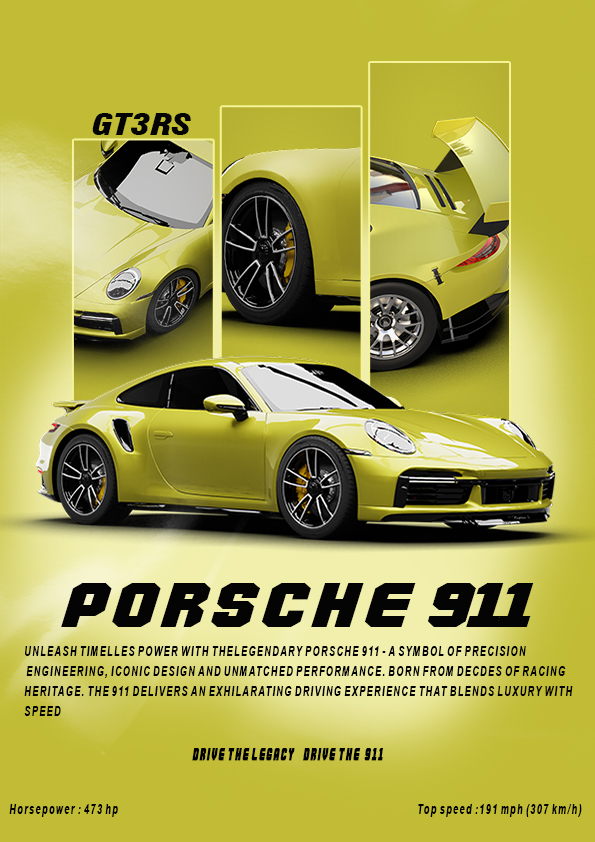 GT3RS
PORSCHE 911
UNLEASH TIMELLES POWER WITH THELEGENDARY PORSCHE 911 - A SYMBOL OF PRECISION
ENGINEERING, ICONIC DESIGN AND UNMATCHED PERFORMANCE. BORN FROM DECDES OF RACING
HERITAGE. THE 911 DELIVERS AN EXHILARATING DRIVING EXPERIENCE THAT BLENDS LUXURY WITH
SPEED
DRIVE THE LEGACY DRIVE THE 911
Horsepower : 473 hp Top speed :191 mph (307 km/h)